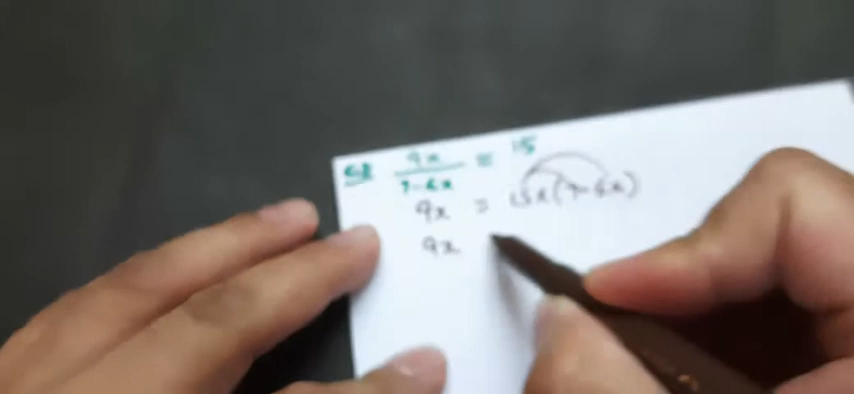 9x / 7-6x = 15
9x = 15x(7-6x)
9x